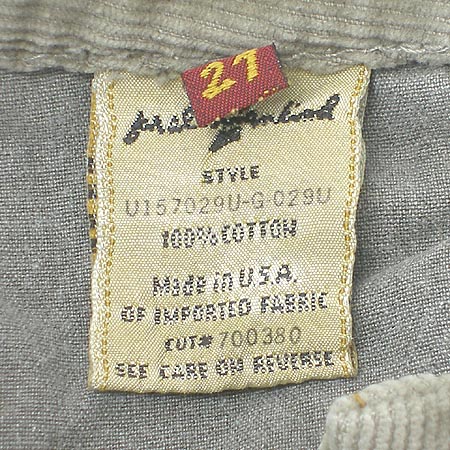 27
STYLE
U157029U-G-029U
100% COTTON
Made in U.S.A.
OF IMPORTED FABRIC
CUT# 700380
SEE CARE ON REVERSE